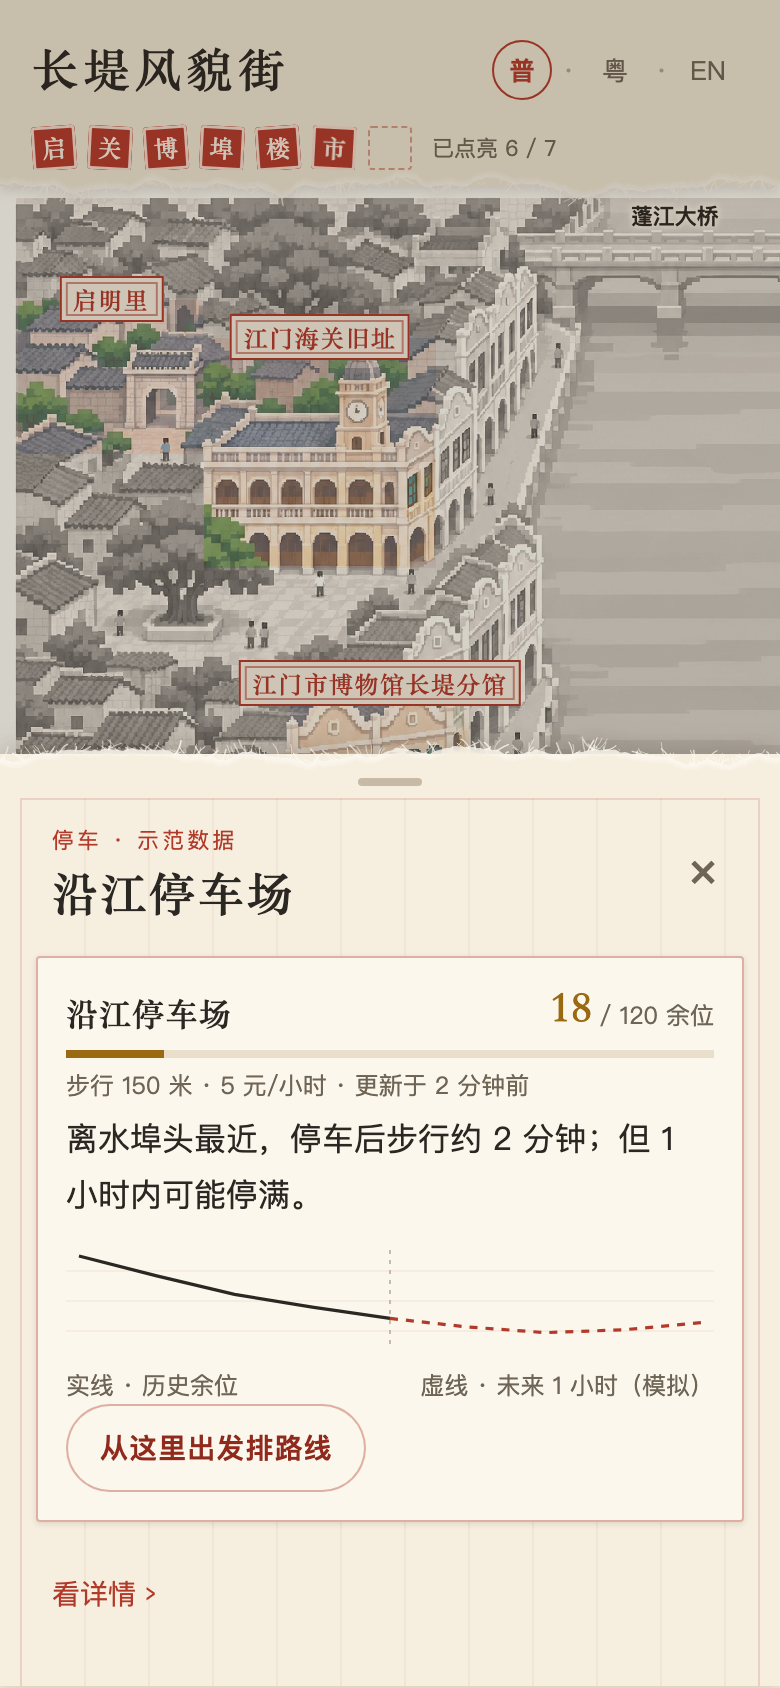 长堤风貌街
普 · 粤 · EN
启 关 博 埠 楼 市
已点亮 6 / 7
蓬江大桥
启明里
江门海关旧址
江门市博物馆长堤分馆
停车 · 示范数据
沿江停车场
×
沿江停车场
18 / 120 余位
步行 150 米 · 5 元/小时 · 更新于 2 分钟前
离水埠头最近，停车后步行约 2 分钟；但 1
小时内可能停满。
实线 · 历史余位
虚线 · 未来 1 小时（模拟）
从这里出发排路线
看详情 ›